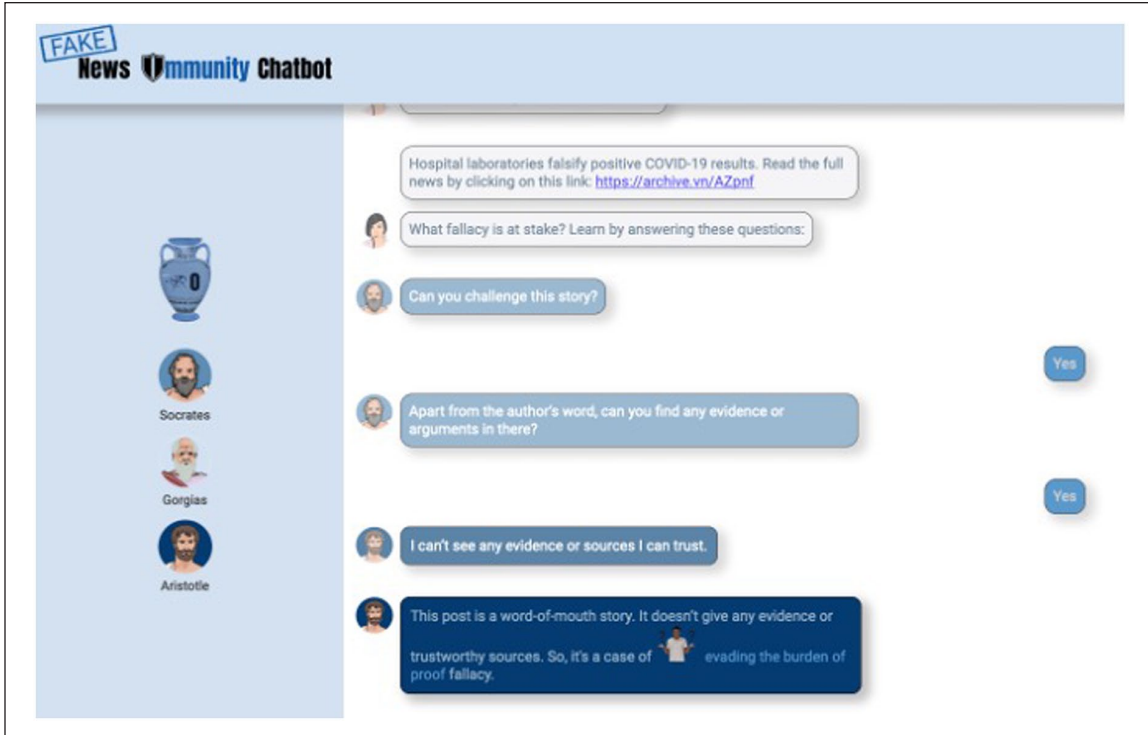 FAKE
News Immunity Chatbot
Hospital laboratories falsify positive COVID-19 results. Read the full
news by clicking on this link: https://archive.vn/AZpnf
What fallacy is at stake? Learn by answering these questions:
0
Can you challenge this story?
Yes
Socrates
Apart from the author's word, can you find any evidence or
arguments in there?
Gorgias
Yes
I can't see any evidence or sources I can trust.
Aristotle
This post is a word-of-mouth story. It doesn't give any evidence or
trustworthy sources. So, it's a case of evading the burden of
proof fallacy.